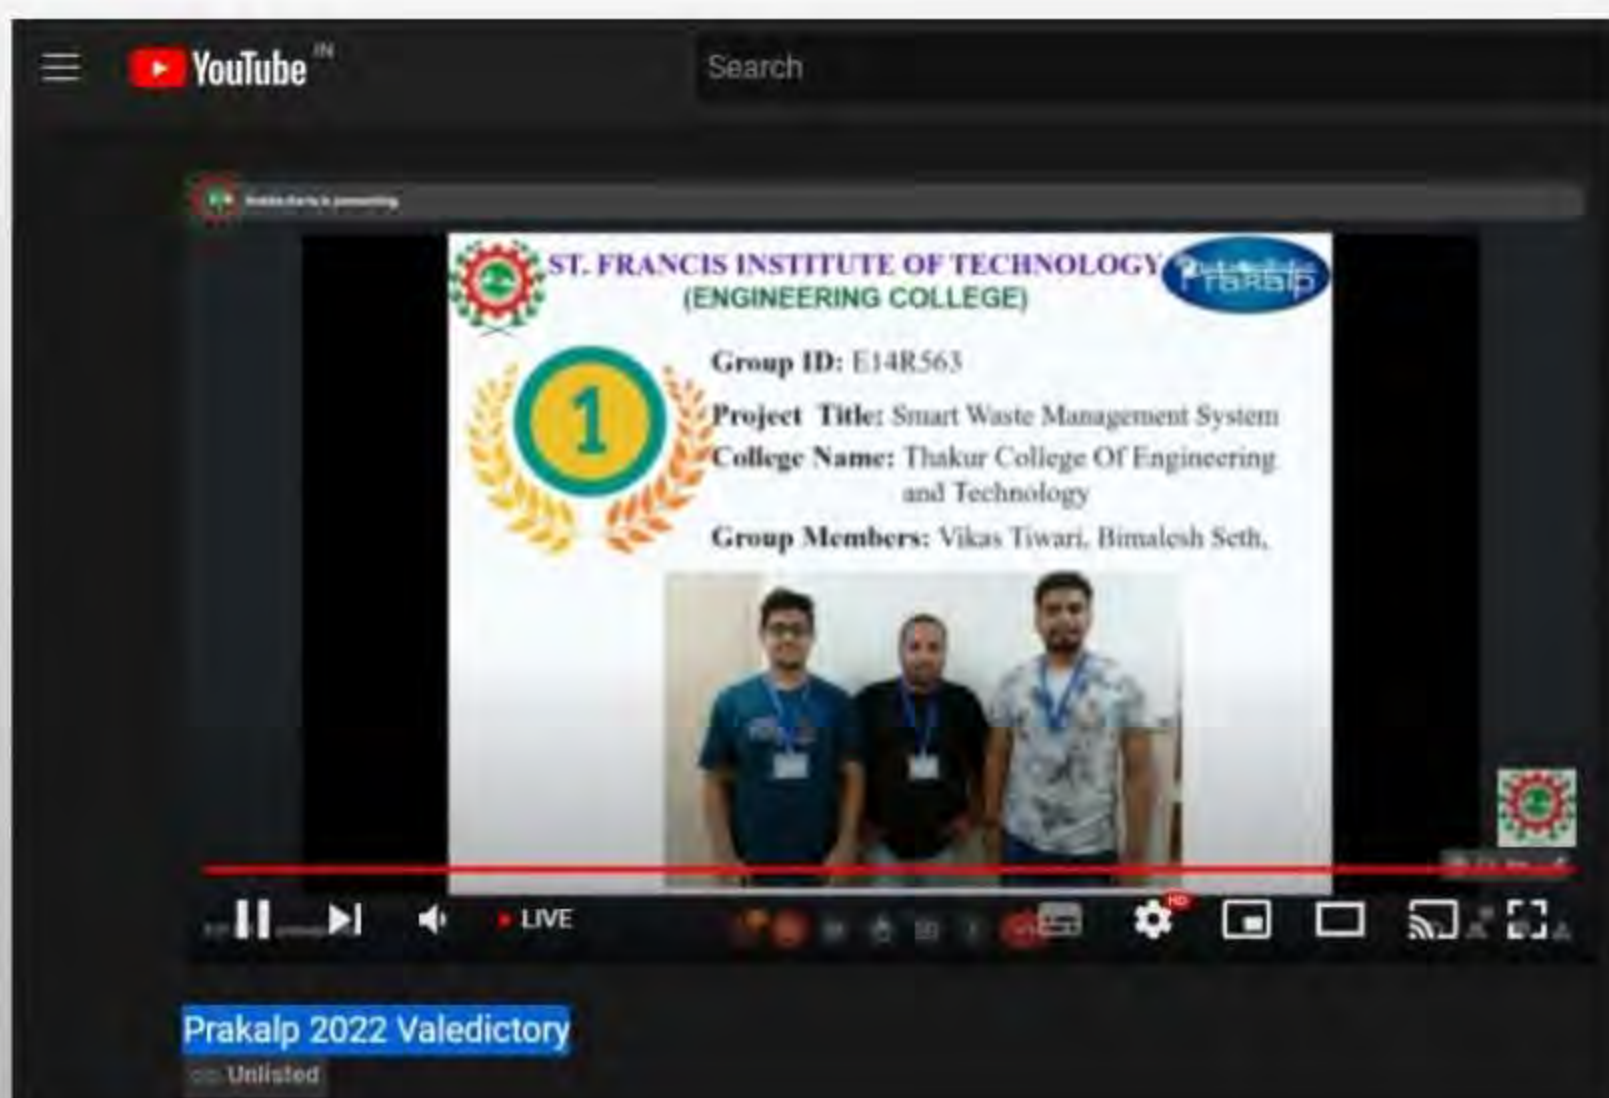 YouTube IN
Search
ST. FRANCIS INSTITUTE OF TECHNOLOGY
Prakalp
(ENGINEERING COLLEGE)
1
Group ID: E14R563
Project Title: Smart Waste Management System
College Name: Thakur College Of Engineering
and Technology
Group Members: Vikas Tiwari, Bimalesh Seth,
LIVE
HD
Prakalp 2022 Valedictory
Unlisted